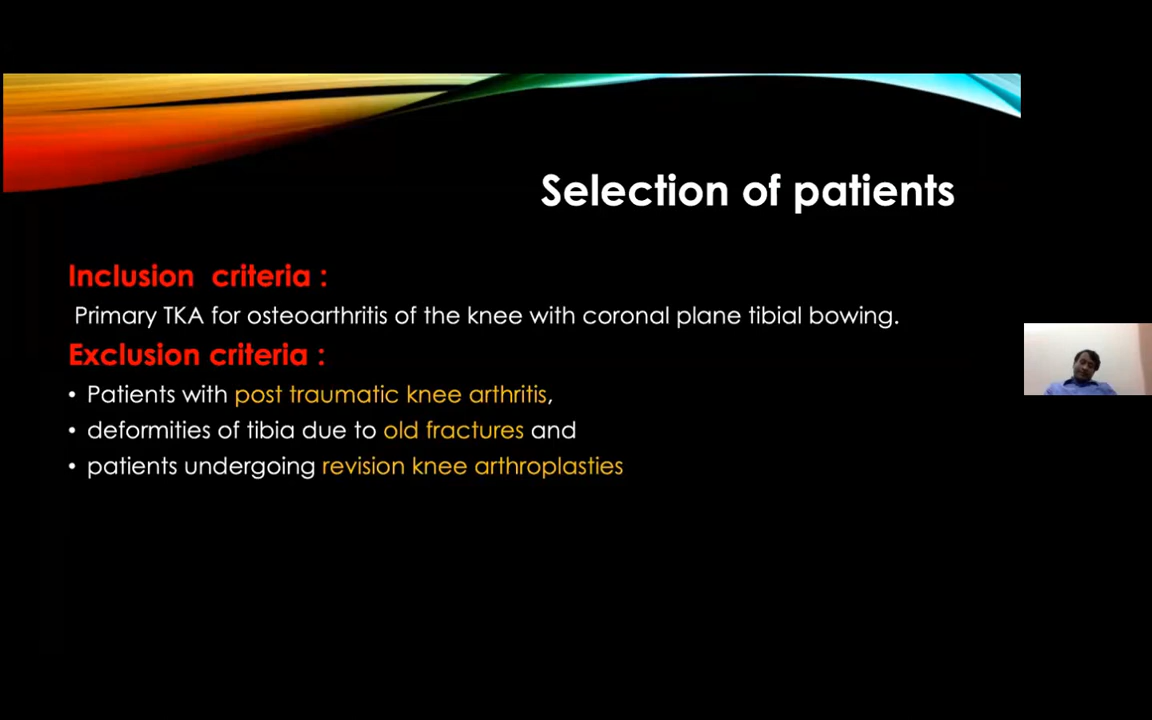 Selection of patients
Inclusion criteria :
Primary TKA for osteoarthritis of the knee with coronal plane tibial bowing.
Exclusion criteria :
• Patients with post traumatic knee arthritis,
• deformities of tibia due to old fractures and
• patients undergoing revision knee arthroplasties